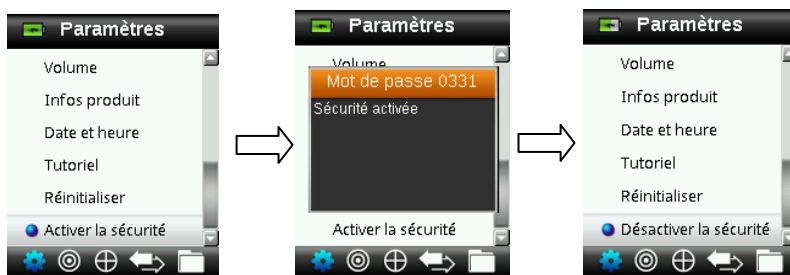 Paramètres
Volume
Infos produit
Date et heure
Tutoriel
Réinitialiser
Activer la sécurité
Paramètres
Volume
Mot de passe 0331
Sécurité activée
Activer la sécurité
Paramètres
Volume
Infos produit
Date et heure
Tutoriel
Réinitialiser
Désactiver la sécurité